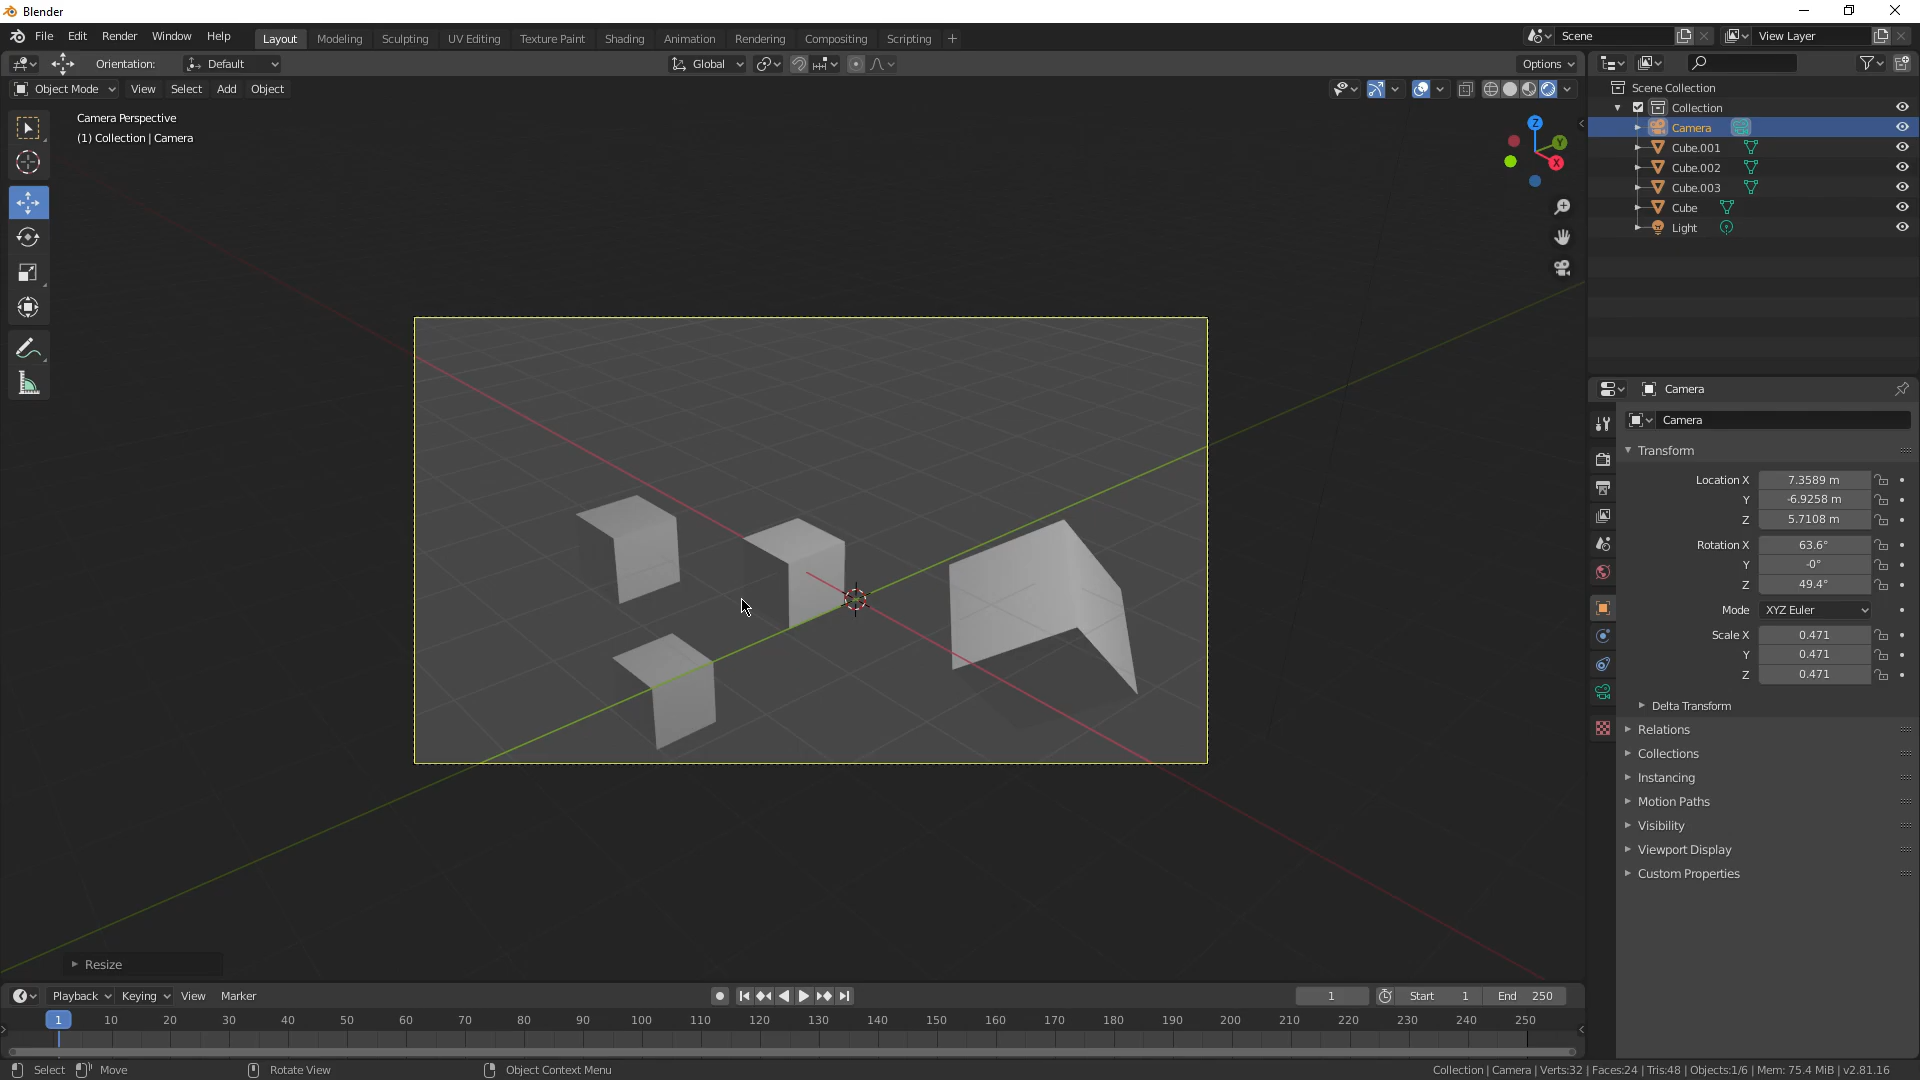 Blender
File Edit Render Window Help Layout Modeling Sculpting UV Editing Texture Paint Shading Animation Rendering Compositing Scripting + Scene View Layer
Orientation: Default Global Options
Object Mode View Select Add Object
Camera Perspective
(1) Collection | Camera
Z
Y
X
Scene Collection
Collection
Camera
Cube.001
Cube.002
Cube.003
Cube
Light
Camera
Camera
Transform
Location X 7.3589 m
Y -6.9258 m
Z 5.7108 m
Rotation X 63.6°
Y -0°
Z 49.4°
Mode XYZ Euler
Scale X 0.471
Y 0.471
Z 0.471
Delta Transform
Relations
Collections
Instancing
Motion Paths
Visibility
Viewport Display
Custom Properties
Resize
Playback Keying View Marker 1 Start 1 End 250
1 10 20 30 40 50 60 70 80 90 100 110 120 130 140 150 160 170 180 190 200 210 220 230 240 250
Select Move Rotate View Object Context Menu Collection | Camera | Verts:32 | Faces:24 | Tris:48 | Objects:1/6 | Mem: 75.4 MiB | v2.81.16